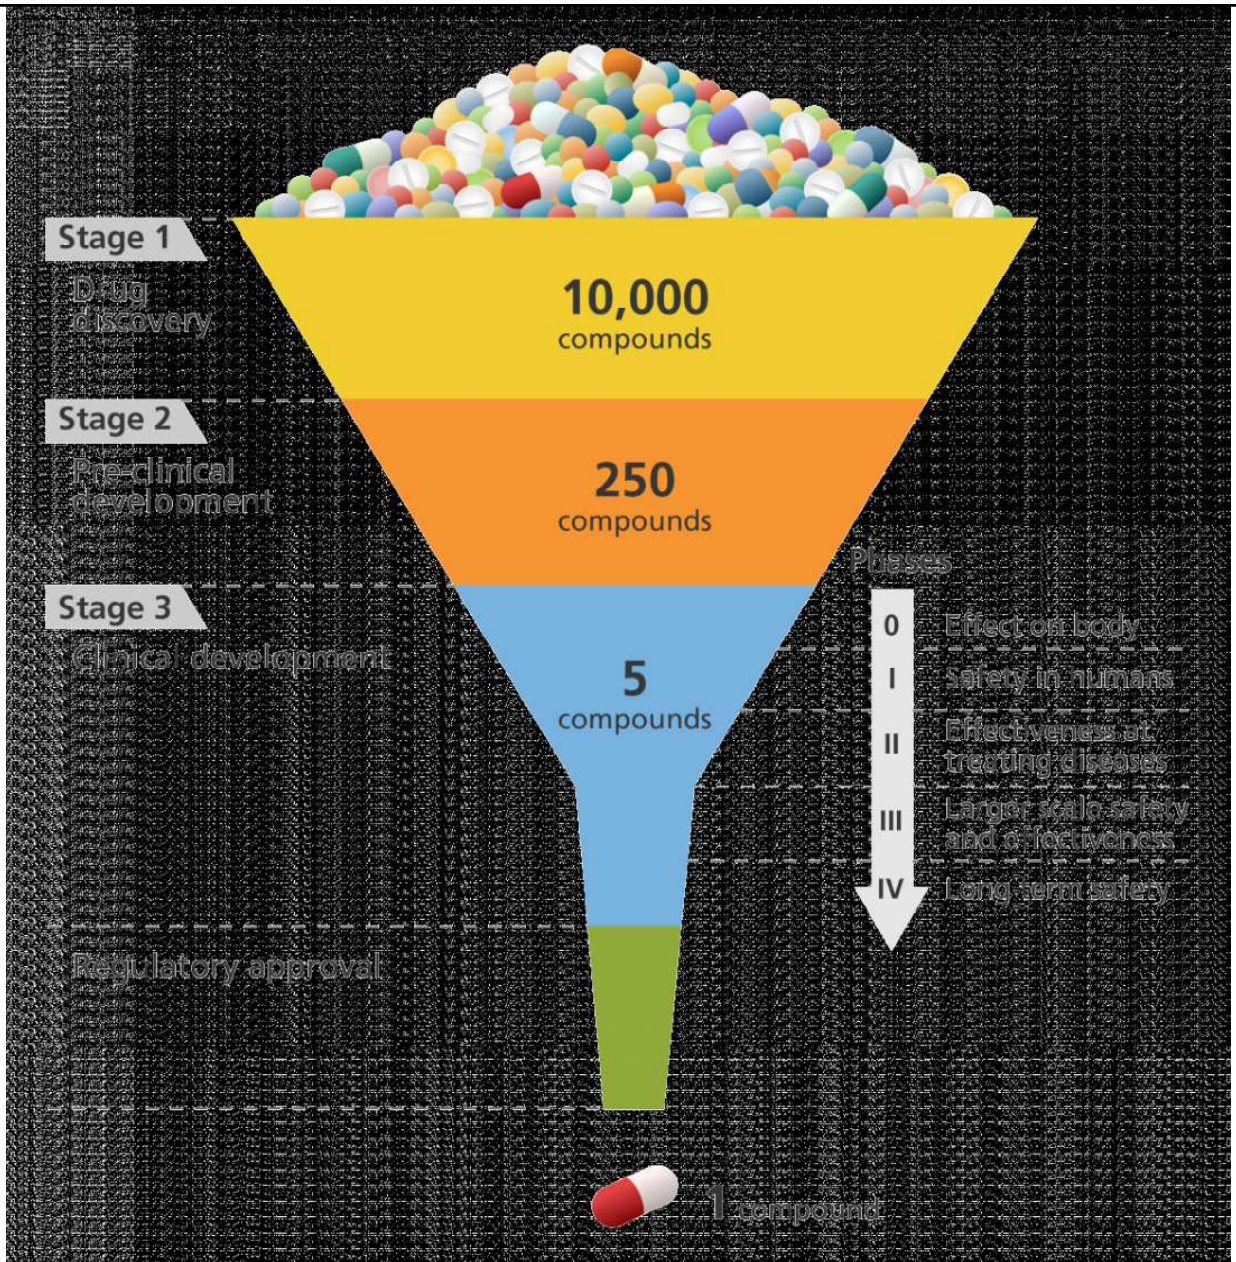 Stage 1
Drug
discovery
10,000
compounds
Stage 2
Pre-clinical
development
250
compounds
Stage 3
Clinical development
5
compounds
Phases
0 Effect on body
I Safety in humans
II Effectiveness at
treating diseases
III Larger scale safety
and effectiveness
IV Long term safety
Regulatory approval
1 compound